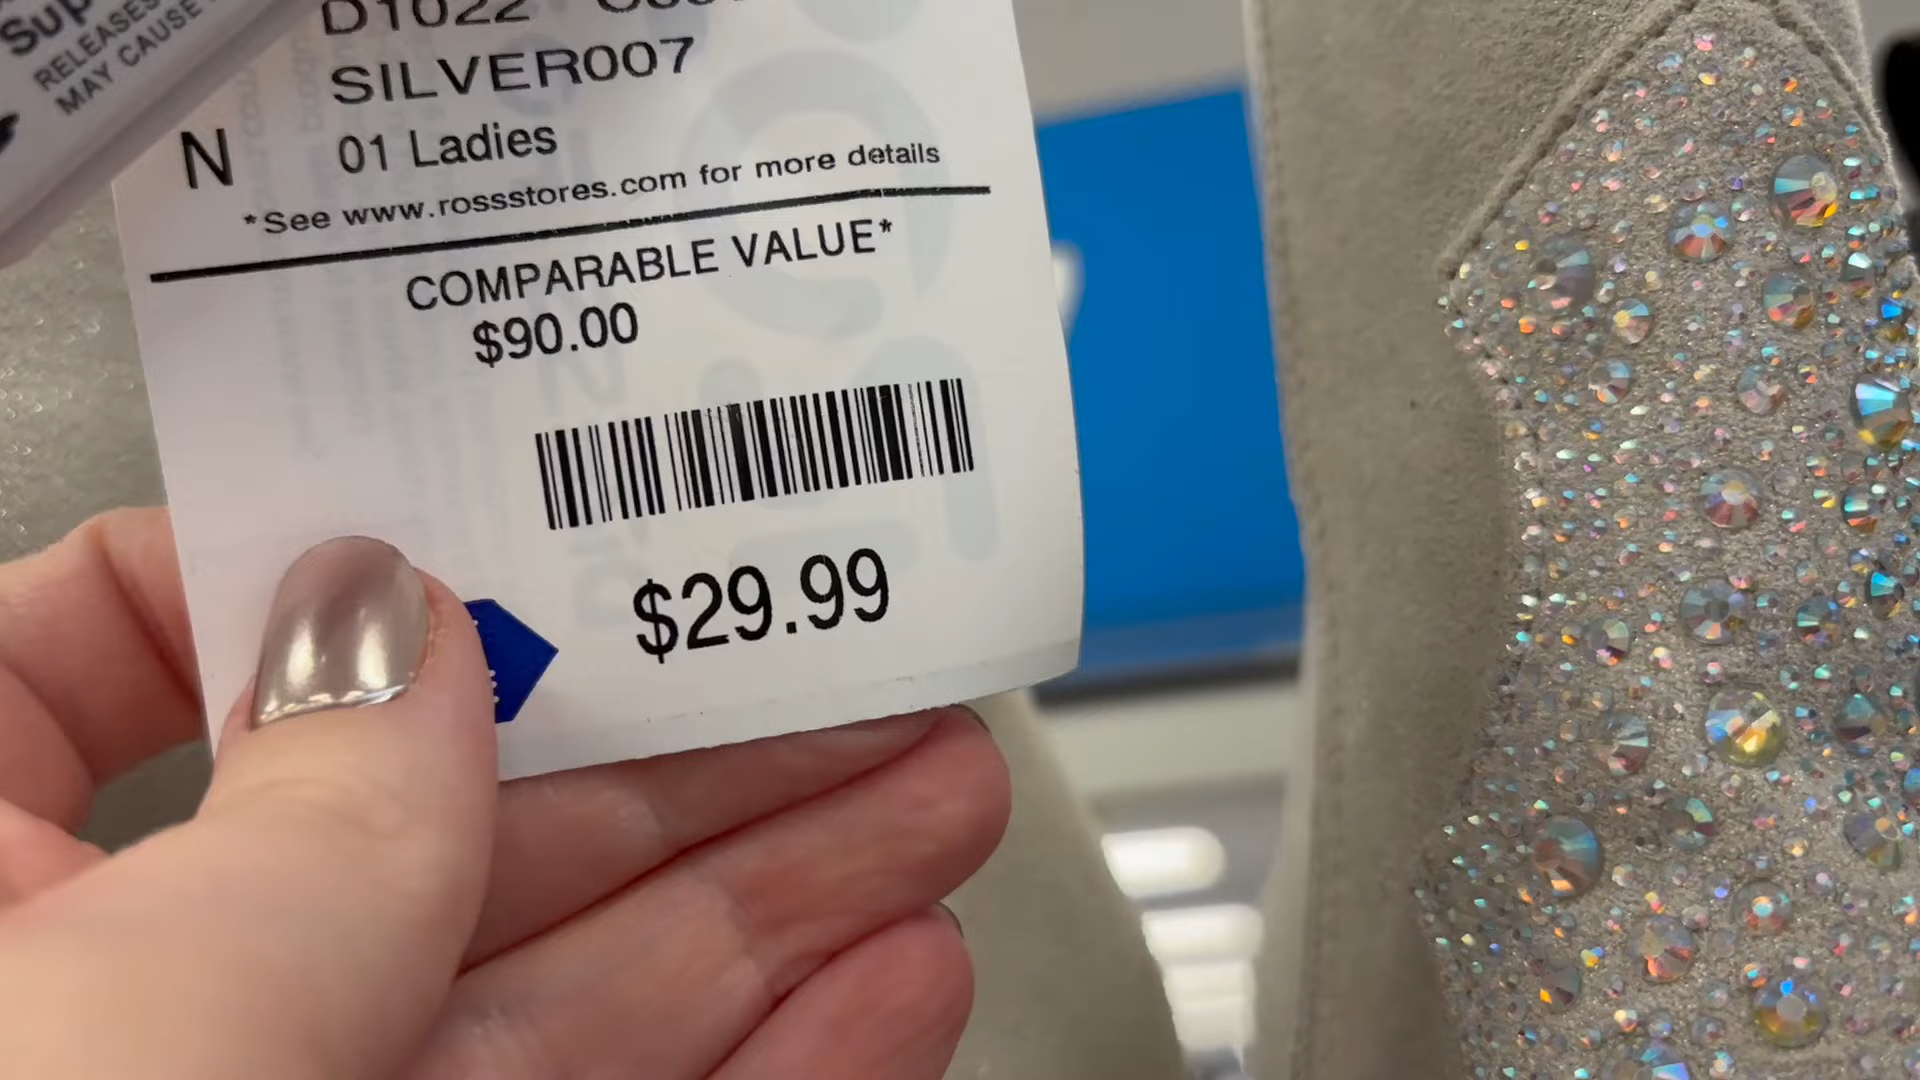 Sup
RELEASES
MAY CAUSE
D1022
SILVER007
N 01 Ladies
*See www.rossstores.com for more details
COMPARABLE VALUE*
$90.00
$29.99